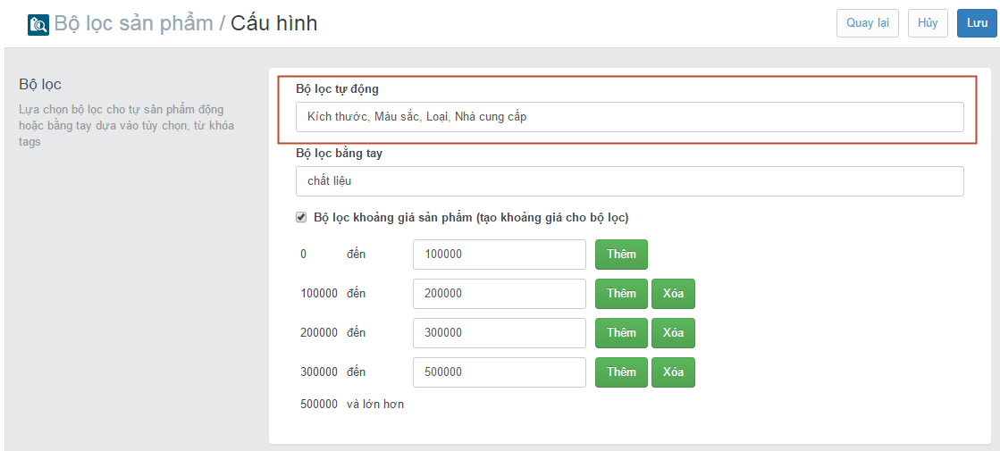 Bộ lọc sản phẩm / Cấu hình
Quay lại
Hủy
Lưu
Bộ lọc
Lựa chọn bộ lọc cho tự sản phẩm động
hoặc bằng tay dựa vào tùy chọn, từ khóa
tags
Bộ lọc tự động
Kích thước, Màu sắc, Loại, Nhà cung cấp
Bộ lọc bằng tay
chất liệu
Bộ lọc khoảng giá sản phẩm (tạo khoảng giá cho bộ lọc)
0 đến 100000 Thêm
100000 đến 200000 Thêm Xóa
200000 đến 300000 Thêm Xóa
300000 đến 500000 Thêm Xóa
500000 và lớn hơn